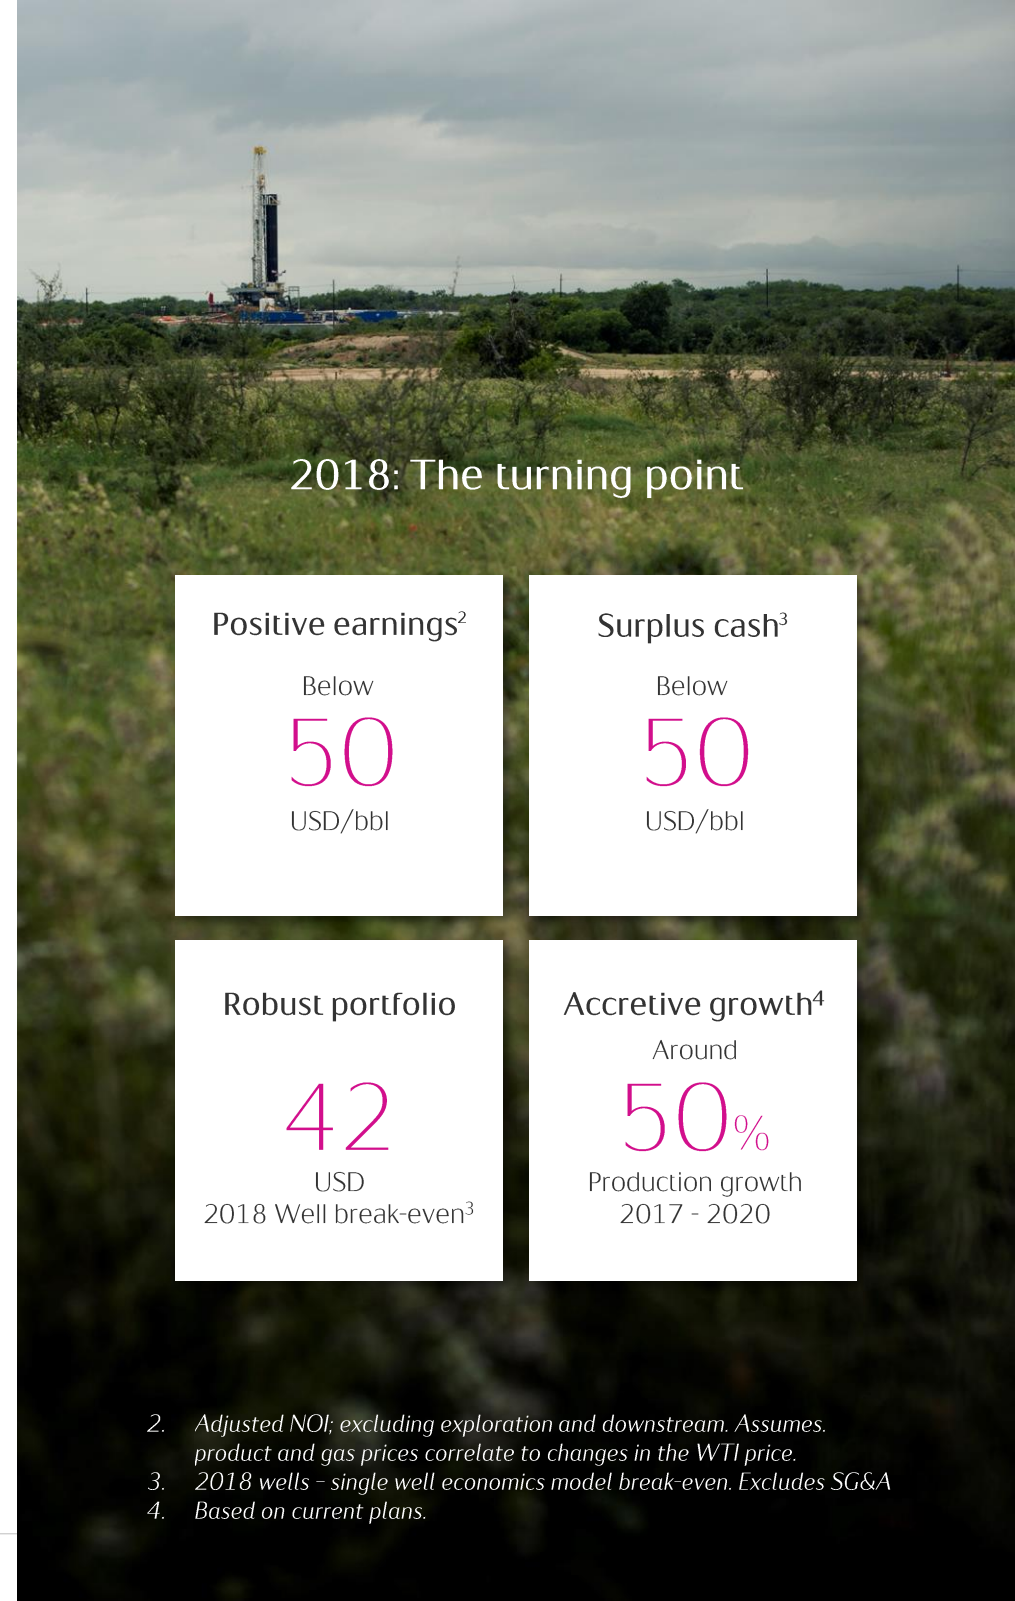 2018: The turning point
Positive earnings²
Below
50
USD/bbl
Surplus cash³
Below
50
USD/bbl
Robust portfolio
42
USD
2018 Well break-even³
Accretive growth⁴
Around
50%
Production growth
2017 - 2020
2. Adjusted NOI; excluding exploration and downstream. Assumes.
product and gas prices correlate to changes in the WTI price.
3. 2018 wells – single well economics model break-even. Excludes SG&A
4. Based on current plans.